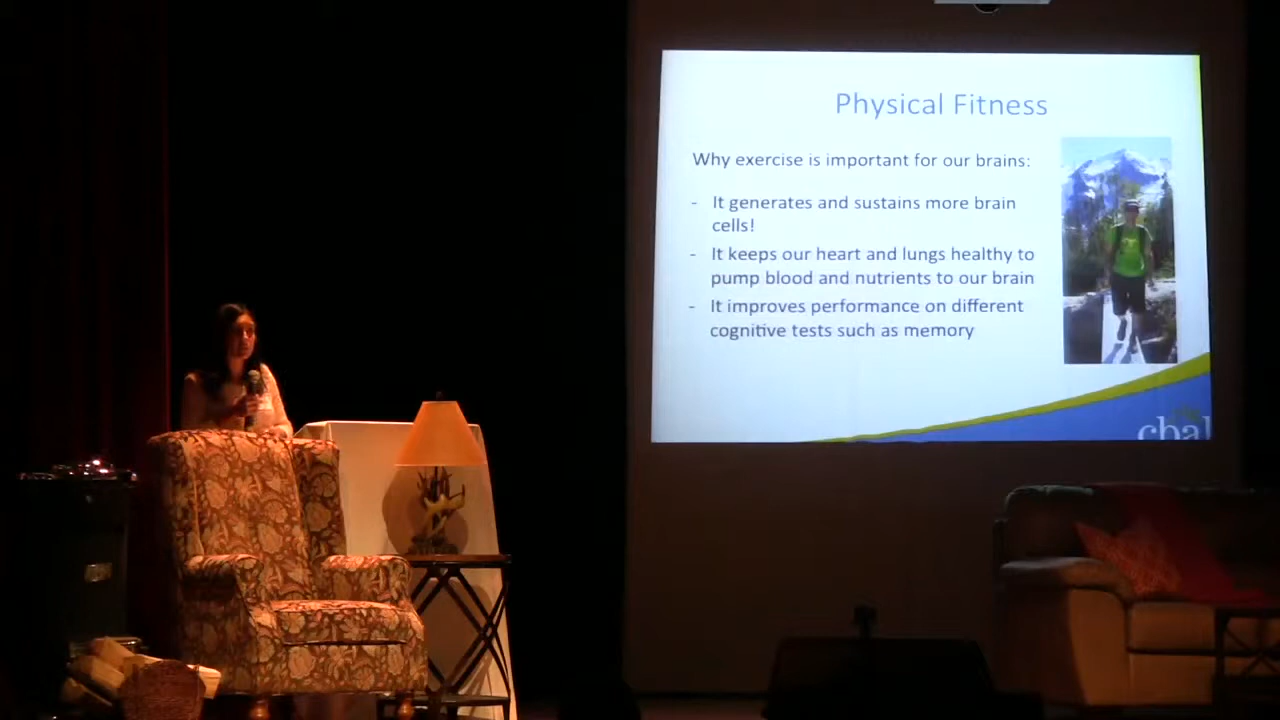 Physical Fitness
Why exercise is important for our brains:
- It generates and sustains more brain
cells!
- It keeps our heart and lungs healthy to
pump blood and nutrients to our brain
- It improves performance on different
cognitive tests such as memory
cbal